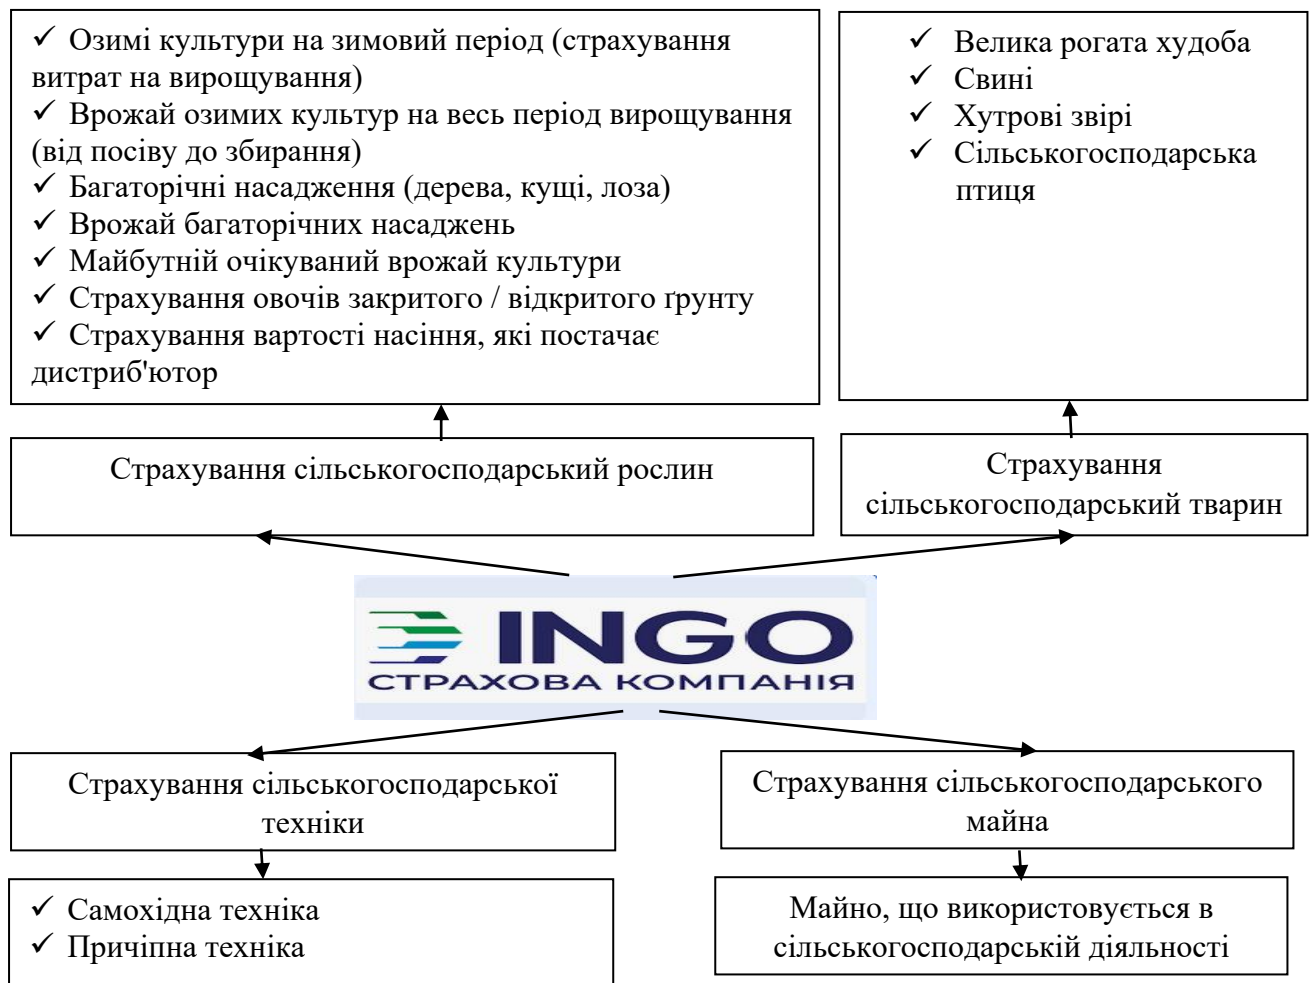 ✓ Озимі культури на зимовий період (страхування
витрат на вирощування)
✓ Врожай озимих культур на весь період вирощування
(від посіву до збирання)
✓ Багаторічні насадження (дерева, кущі, лоза)
✓ Врожай багаторічних насаджень
✓ Майбутній очікуваний врожай культури
✓ Страхування овочів закритого / відкритого ґрунту
✓ Страхування вартості насіння, які постачає
дистриб'ютор
✓ Велика рогата худоба
✓ Свині
✓ Хутрові звірі
✓ Сільськогосподарська
птиця
Страхування сільськогосподарський рослин
Страхування
сільськогосподарський тварин
INGO
СТРАХОВА КОМПАНІЯ
Страхування сільськогосподарської
техніки
Страхування сільськогосподарського
майна
✓ Самохідна техніка
✓ Причіпна техніка
Майно, що використовується в
сільськогосподарській діяльності